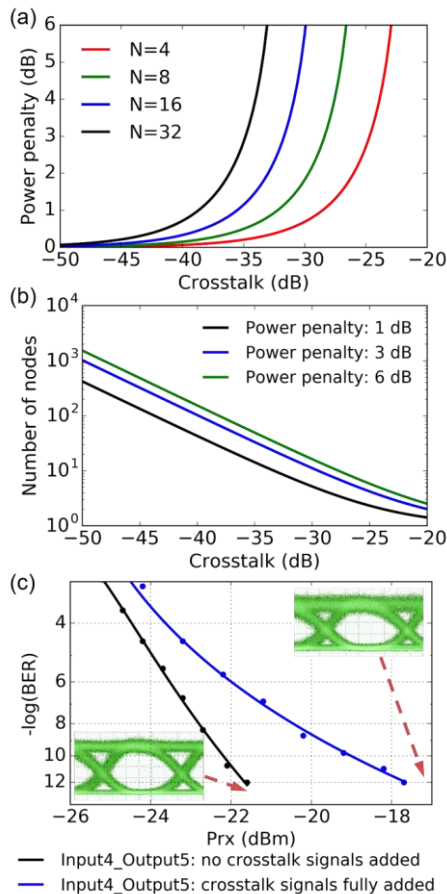 (a)
6
5
4
3
2
1
0
Power penalty (dB)
N=4
N=8
N=16
N=32
−50 −45 −40 −35 −30 −25 −20
Crosstalk (dB)
(b)
10^4
10^3
10^2
10^1
10^0
Number of nodes
Power penalty: 1 dB
Power penalty: 3 dB
Power penalty: 6 dB
−50 −45 −40 −35 −30 −25 −20
Crosstalk (dB)
(c)
4
6
8
10
12
-log(BER)
−26 −24 −22 −20 −18
Prx (dBm)
Input4_Output5: no crosstalk signals added
Input4_Output5: crosstalk signals fully added